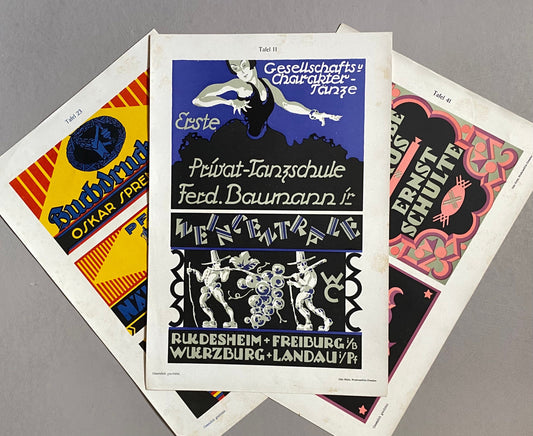 Tafel 11
Gesellschafts u
Charakter-
Tänze
Erste
Privat-Tanzschule
Ferd. Baumann jr
WEINCENTRALE
WC
RUEDESHEIM + FREIBURG i/B
WUERZBURG + LANDAU i/Pf
Tafel 23
Buchdruck
OSKAR SPRE
Tafel 41
ERNST
SCHULTE